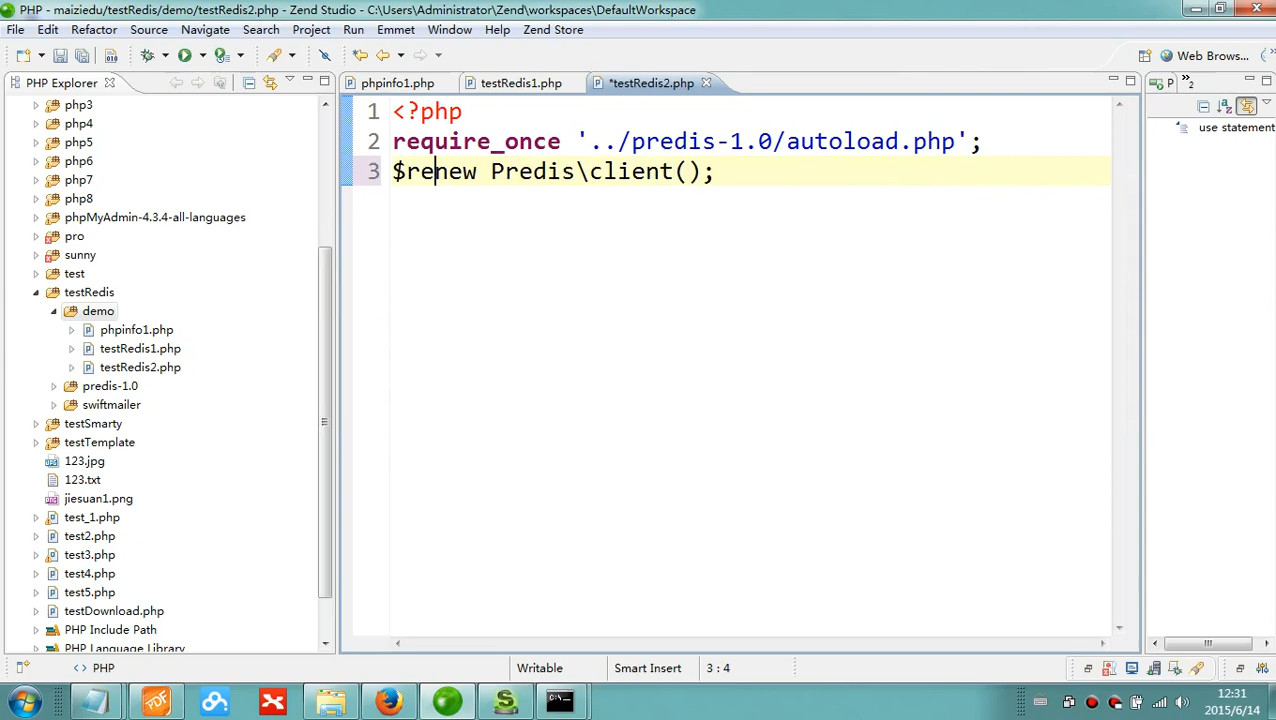 PHP - maiziedu/testRedis/demo/testRedis2.php - Zend Studio - C:\Users\Administrator\Zend\workspaces\DefaultWorkspace
File Edit Refactory Source Navigate Search Project Run Emmet Window Help Zend Store
Web Brows...
PHP Explorer
phpinfo1.php
testRedis1.php
*testRedis2.php
P
»2
php3
php4
php5
php6
php7
php8
phpMyAdmin-4.3.4-all-languages
pro
sunny
test
testRedis
demo
phpinfo1.php
testRedis1.php
testRedis2.php
predis-1.0
swiftmailer
testSmarty
testTemplate
123.jpg
123.txt
jiesuan1.png
test_1.php
test2.php
test3.php
test4.php
test5.php
testDownload.php
PHP Include Path
PHP Language Library
1 <?php
2 require_once '../predis-1.0/autoload.php';
3 $renew Predis\client();
use statement
<> PHP
Writable
Smart Insert
3 : 4
PDF
12:31
2015/6/14